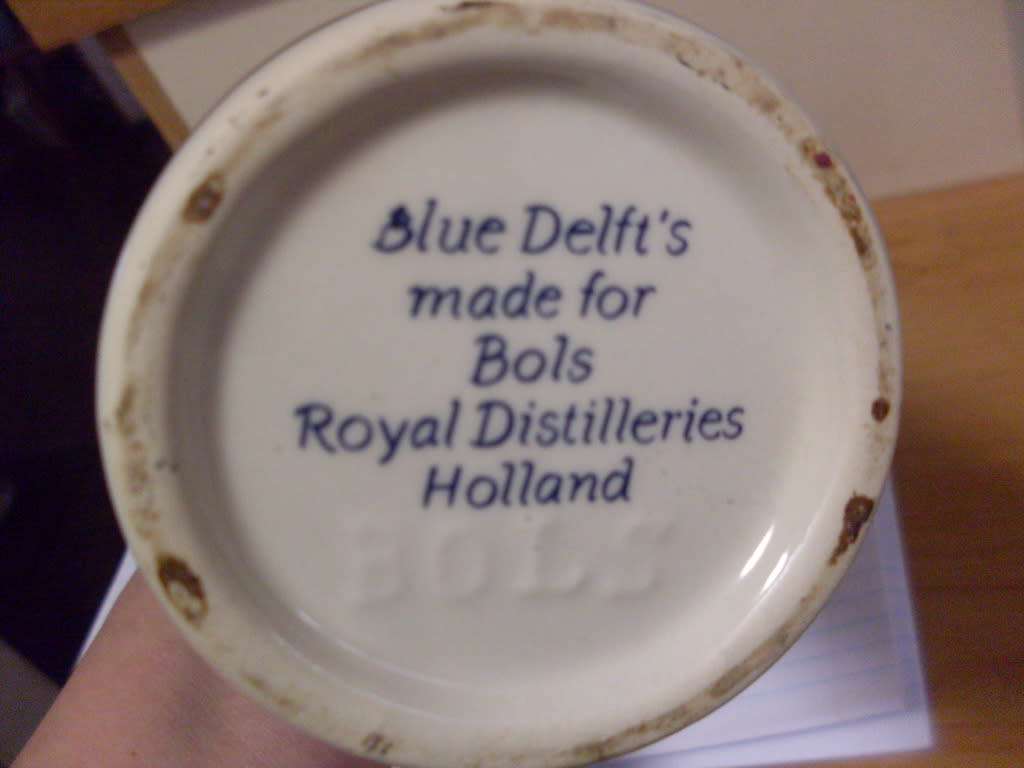 Blue Delft's
made for
Bols
Royal Distilleries
Holland
BOLS